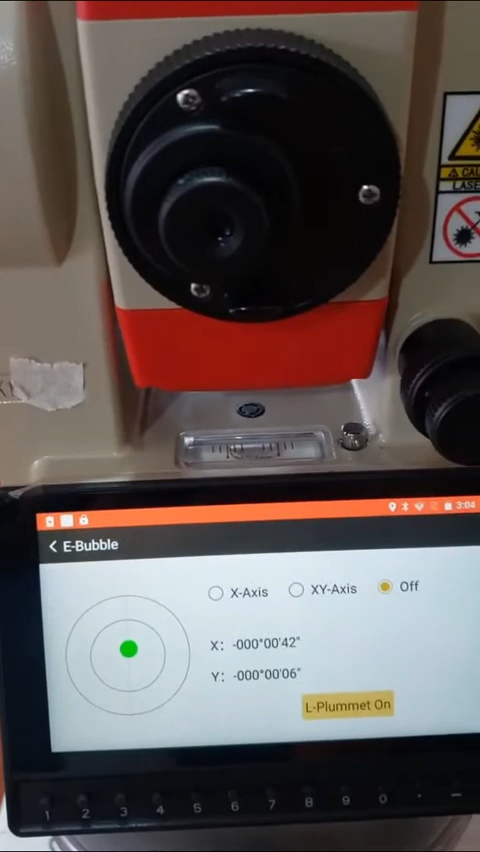 LASE
3:04
E-Bubble
X-Axis
XY-Axis
Off
X: -000°00'42"
Y: -000°00'06"
L-Plummet On
1 2 3 4 5 6 7 8 9 0 . -